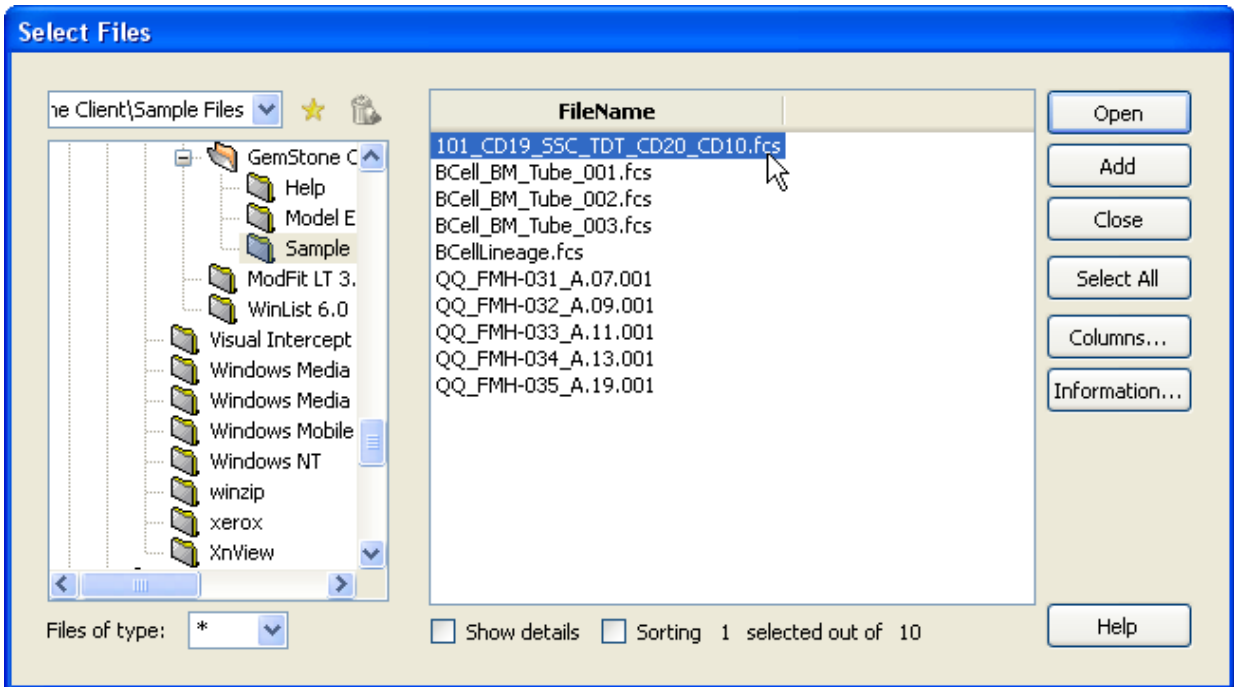 Select Files
ne Client\Sample Files
GemStone C
Help
Model E
Sample
ModFit LT 3.
WinList 6.0
Visual Intercept
Windows Media
Windows Media
Windows Mobile
Windows NT
winzip
xerox
XnView
Files of type:
*
FileName
101_CD19_SSC_TDT_CD20_CD10.fcs
BCell_BM_Tube_001.fcs
BCell_BM_Tube_002.fcs
BCell_BM_Tube_003.fcs
BCellLineage.fcs
QQ_FMH-031_A.07.001
QQ_FMH-032_A.09.001
QQ_FMH-033_A.11.001
QQ_FMH-034_A.13.001
QQ_FMH-035_A.19.001
Show details
Sorting
1 selected out of 10
Open
Add
Close
Select All
Columns...
Information...
Help